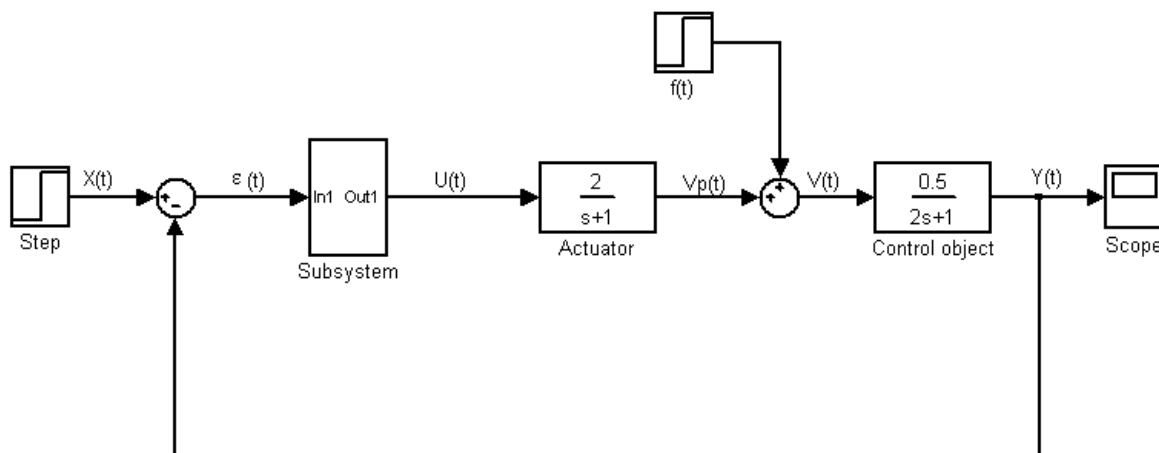 f(t)
X(t)
+
-
ε (t)
In1 Out1
U(t)
2
s+1
Vp(t)
+
+
V(t)
0.5
2s+1
Y(t)
Step
Subsystem
Actuator
Control object
Scope